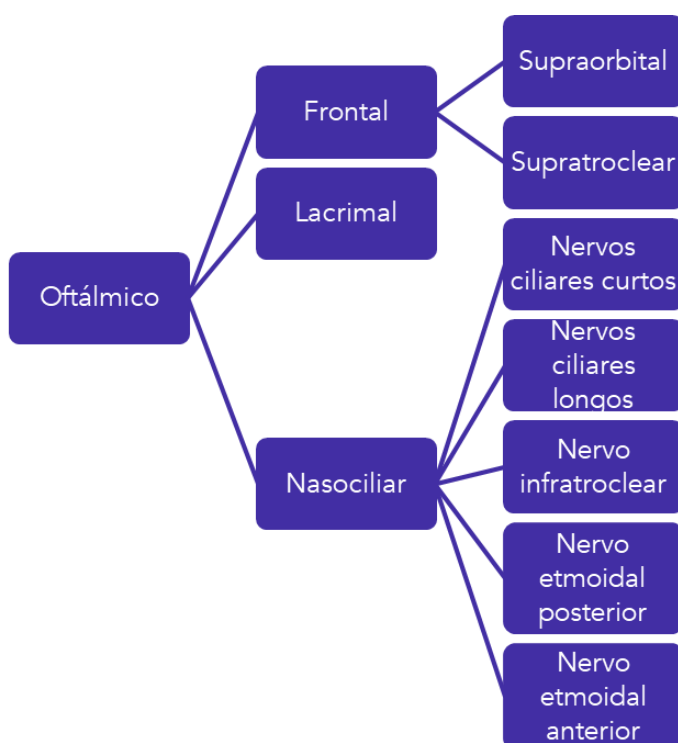 Oftálmico
Frontal
Lacrimal
Nasociliar
Supraorbital
Supratroclear
Nervos
ciliares curtos
Nervos
ciliares
longos
Nervo
infratroclear
Nervo
etmoidal
posterior
Nervo
etmoidal
anterior